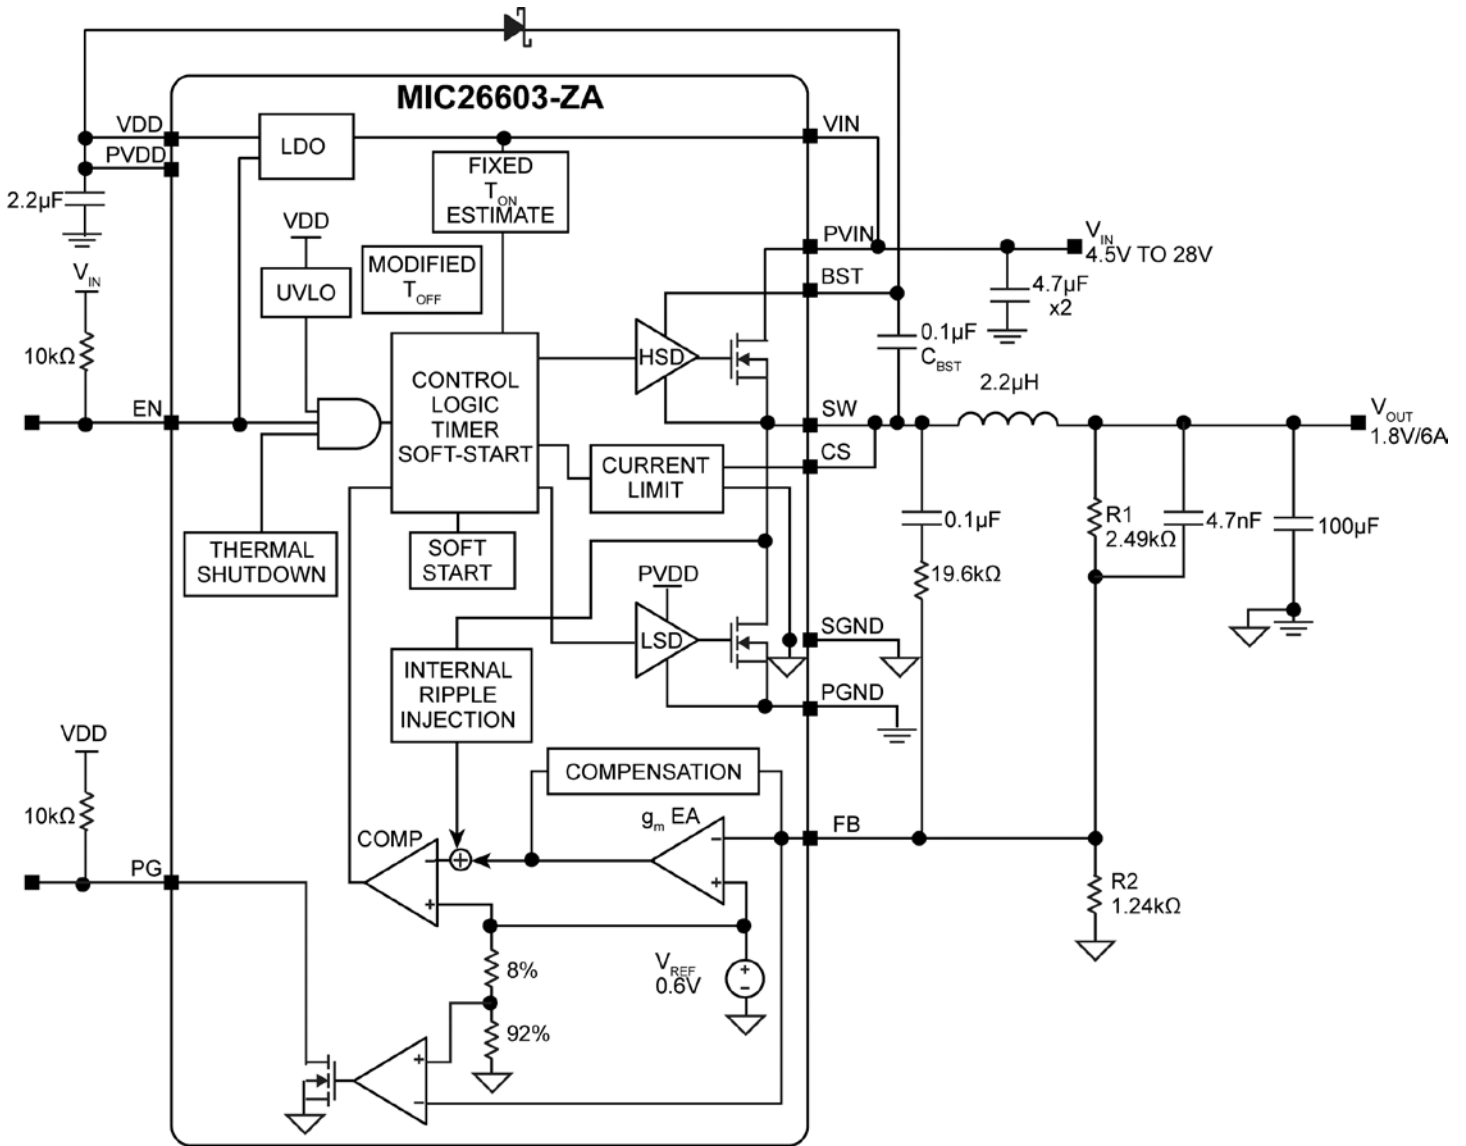 MIC26603-ZA
VDD
PVDD
LDO
VIN
FIXED
TON
ESTIMATE
2.2µF
VDD
MODIFIED
TOFF
UVLO
VIN
10kΩ
PVIN
VIN
4.5V TO 28V
BST
4.7µF
x2
0.1µF
CBST
HSD
CONTROL
LOGIC
TIMER
SOFT-START
2.2µH
EN
SW
VOUT
1.8V/6A
CS
CURRENT
LIMIT
THERMAL
SHUTDOWN
SOFT
START
0.1µF
19.6kΩ
R1
2.49kΩ
4.7nF
100µF
PVDD
LSD
SGND
INTERNAL
RIPPLE
INJECTION
PGND
VDD
10kΩ
COMPENSATION
gm EA
COMP
FB
PG
−
+
−
+
+
R2
1.24kΩ
8%
VREF
0.6V
+
−
92%
+
−